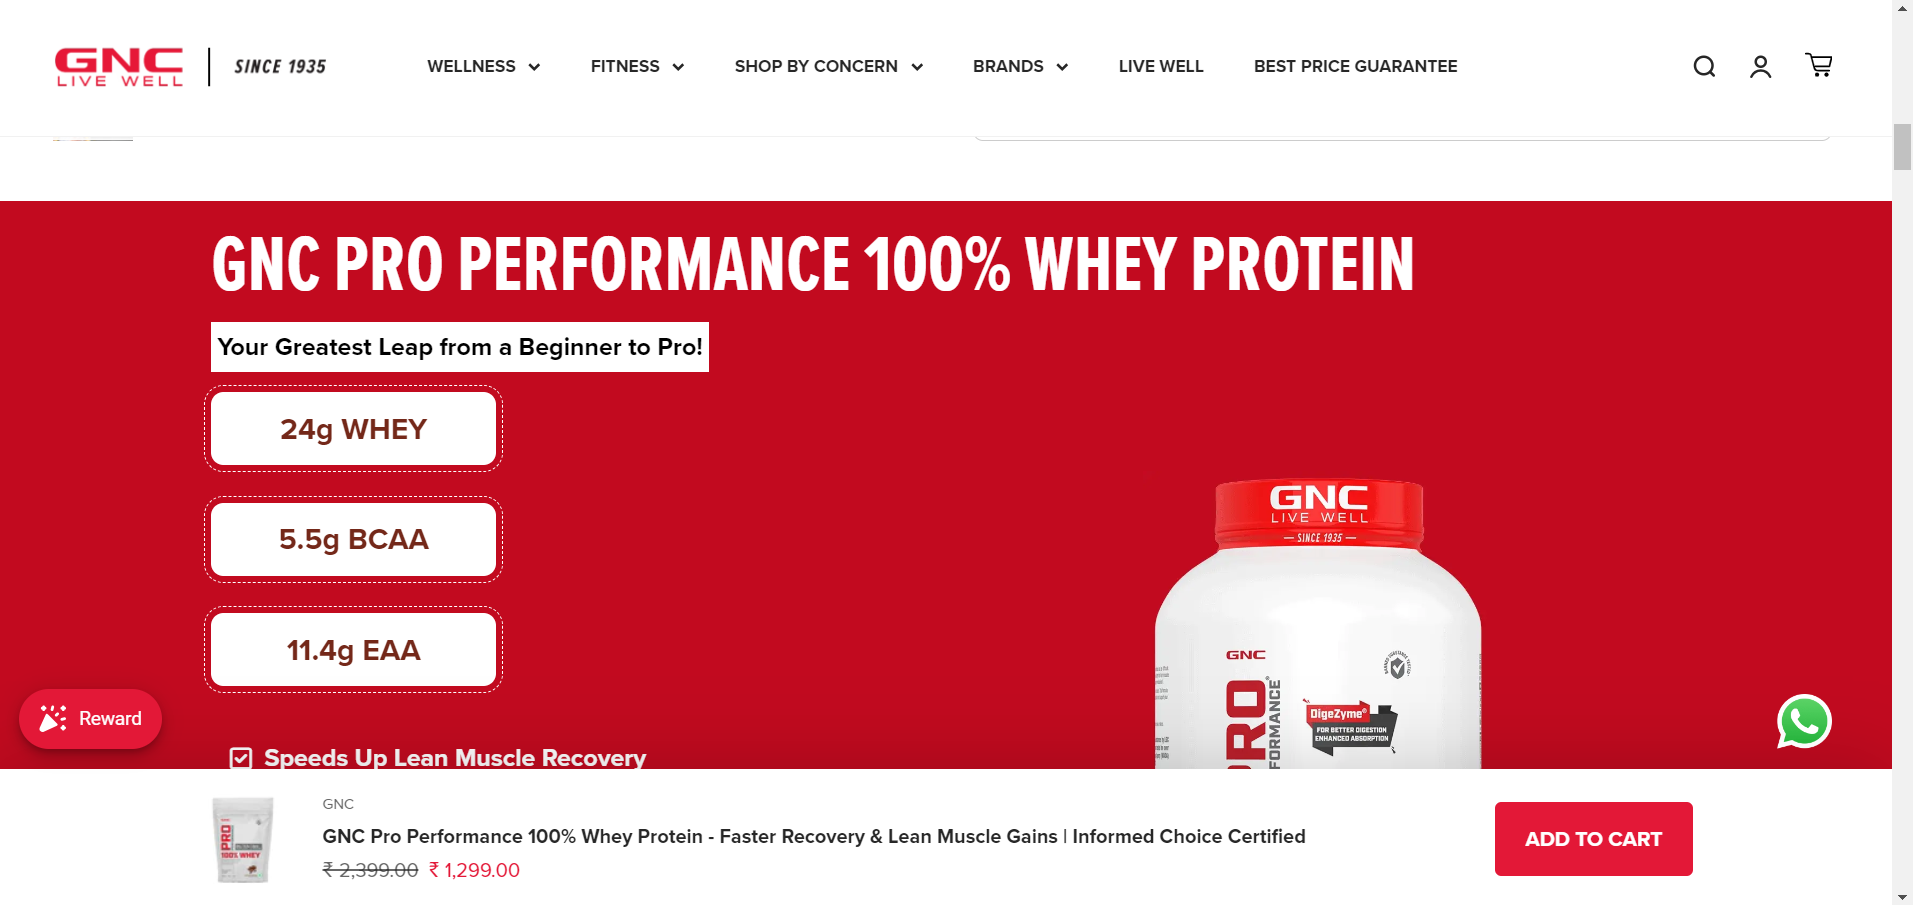 GNC
LIVE WELL
SINCE 1935
WELLNESS
FITNESS
SHOP BY CONCERN
BRANDS
LIVE WELL
BEST PRICE GUARANTEE
GNC PRO PERFORMANCE 100% WHEY PROTEIN
Your Greatest Leap from a Beginner to Pro!
24g WHEY
5.5g BCAA
11.4g EAA
Speeds Up Lean Muscle Recovery
GNC
LIVE WELL
SINCE 1935
GNC
PRO
DigeZyme®
FOR BETTER DIGESTION
ENHANCED ABSORPTION
Reward
GNC
GNC Pro Performance 100% Whey Protein - Faster Recovery & Lean Muscle Gains | Informed Choice Certified
₹ 2,399.00 ₹ 1,299.00
ADD TO CART
PRO
100% WHEY